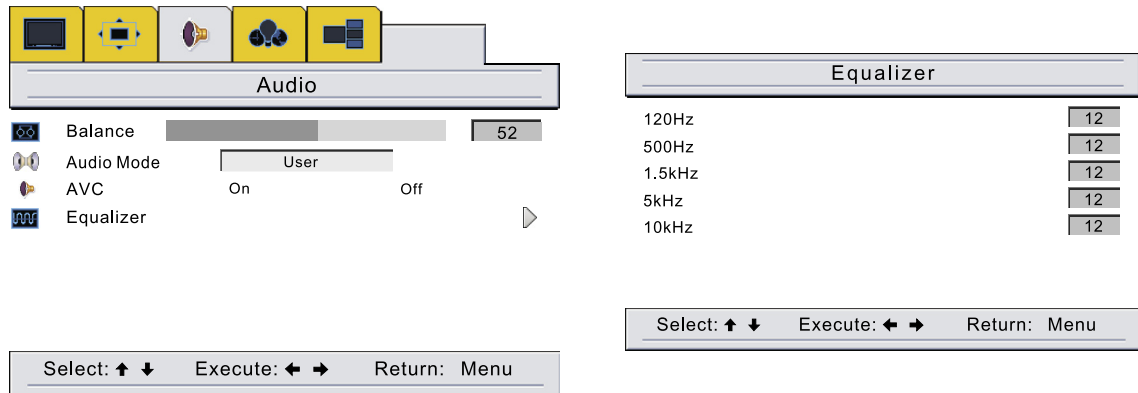 Audio
Balance 52
Audio Mode User
AVC On Off
Equalizer
Select: Execute: Return: Menu
Equalizer
120Hz 12
500Hz 12
1.5kHz 12
5kHz 12
10kHz 12
Select: Execute: Return: Menu